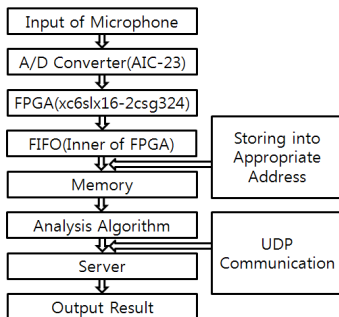 Input of Microphone
A/D Converter(AIC-23)
FPGA(xc6slx16-2csg324)
FIFO(Inner of FPGA)
Storing into
Appropriate
Address
Memory
Analysis Algorithm
UDP
Communication
Server
Output Result